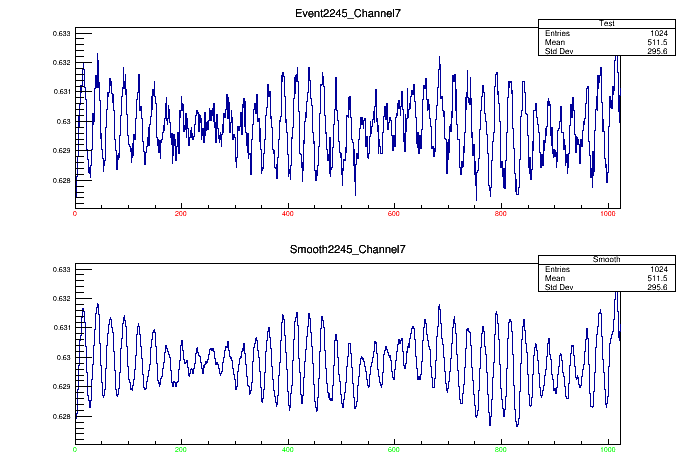 Event2245_Channel7
Test
Entries 1024
Mean 511.5
Std Dev 295.6
0.633
0.632
0.631
0.63
0.629
0.628
0 200 400 600 800 1000
Smooth2245_Channel7
Smooth
Entries 1024
Mean 511.5
Std Dev 295.6
0.633
0.632
0.631
0.63
0.629
0.628
0 200 400 600 800 1000